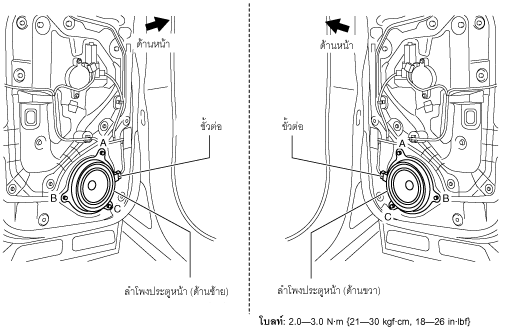 ด้านหน้า
ด้านหน้า
ขั้วต่อ
ขั้วต่อ
A
A
B
B
C
C
ลำโพงประตูหน้า (ด้านซ้าย)
ลำโพงประตูหน้า (ด้านขวา)
โบลท์: 2.0—3.0 N·m {21—30 kgf·cm, 18—26 in·lbf}